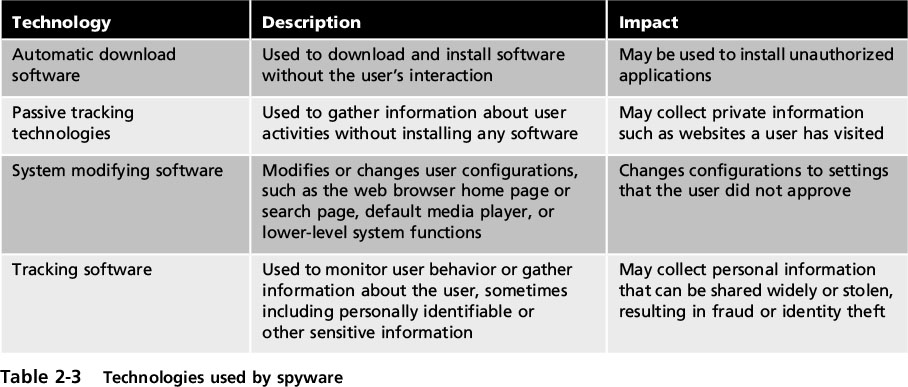 Technology Description Impact
Automatic download Used to download and install software May be used to install unauthorized
software without the user's interaction applications
Passive tracking Used to gather information about user May collect private information
technologies activities without installing any software such as websites a user has visited
System modifying software Modifies or changes user configurations, Changes configurations to settings
such as the web browser home page or that the user did not approve
search page, default media player, or
lower-level system functions
Tracking software Used to monitor user behavior or gather May collect personal information
information about the user, sometimes that can be shared widely or stolen,
including personally identifiable or resulting in fraud or identity theft
other sensitive information
Table 2-3 Technologies used by spyware